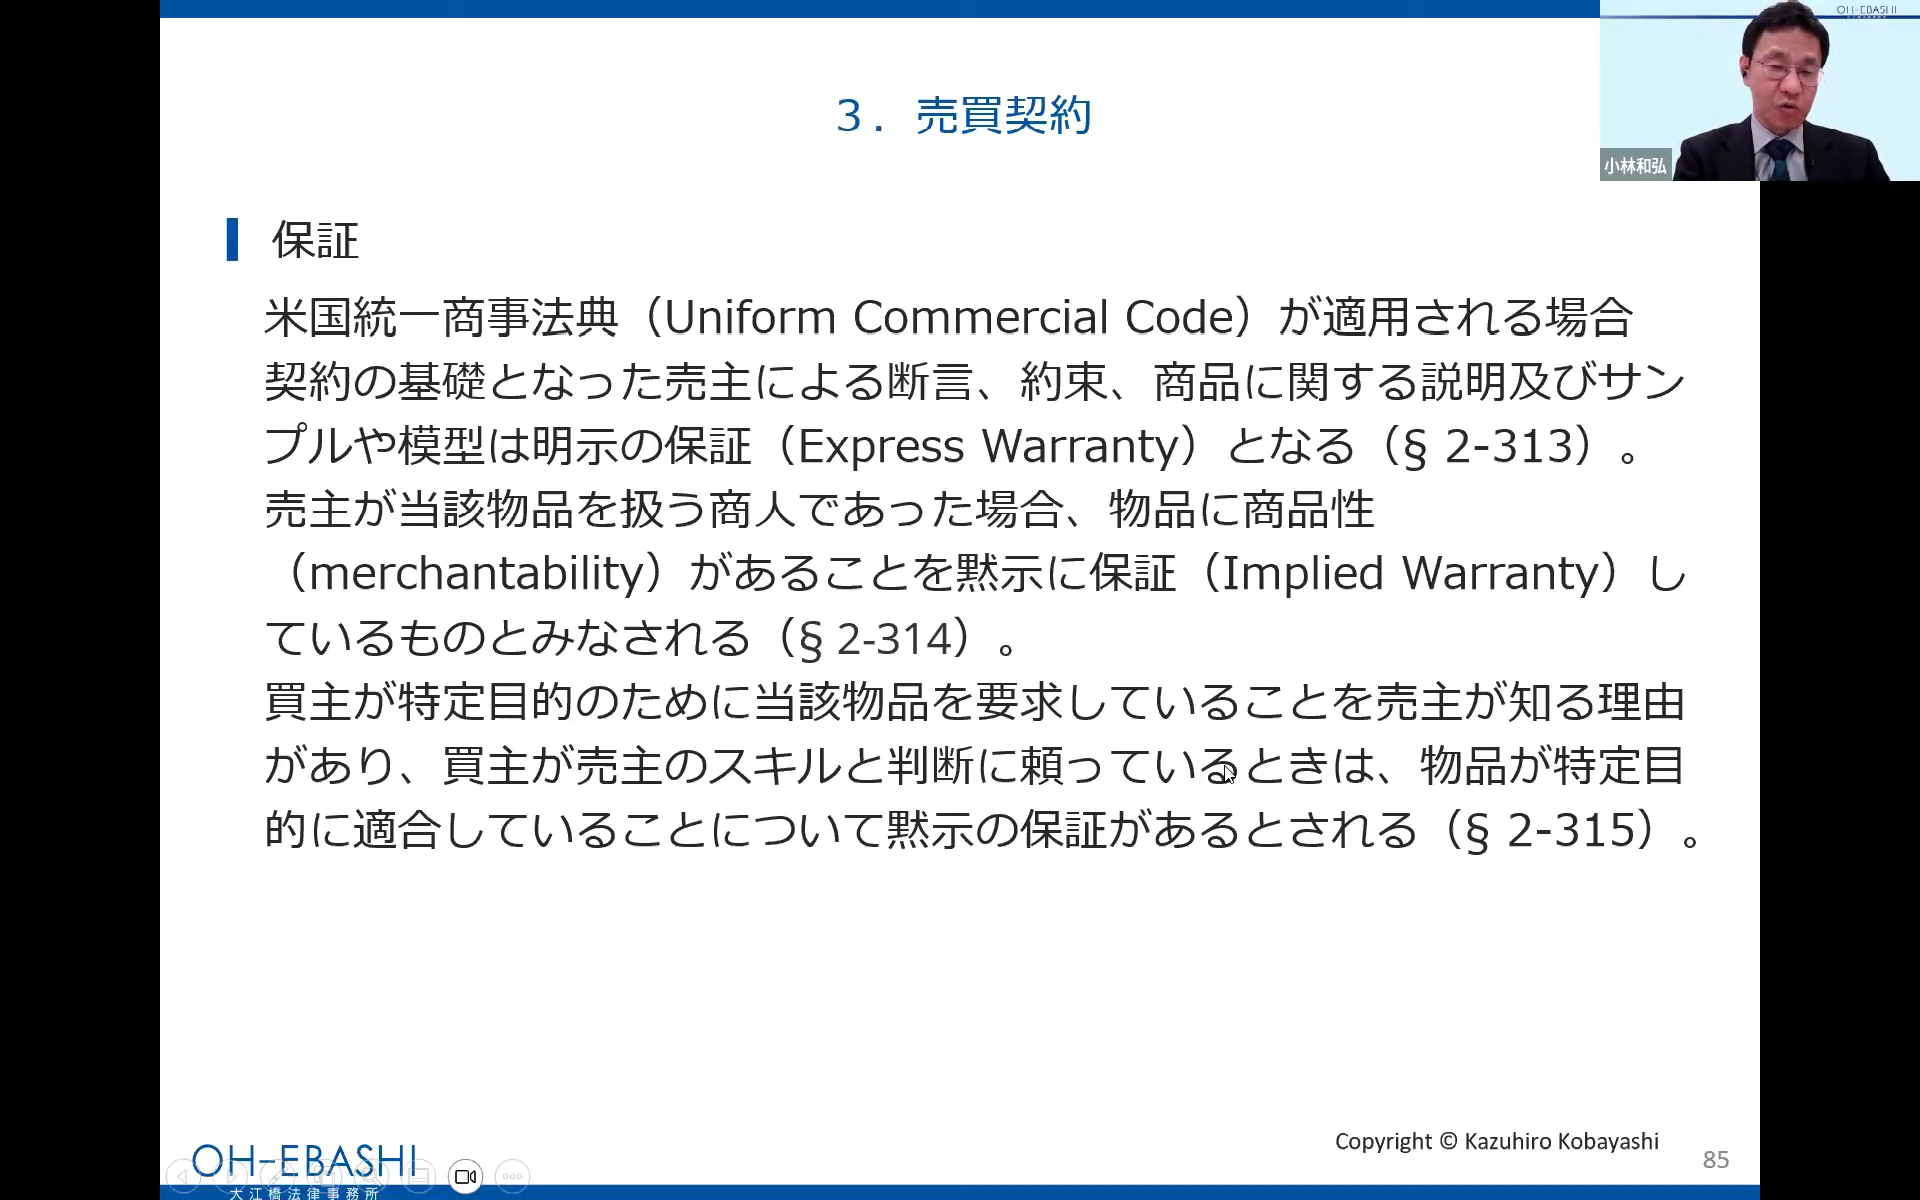 OH-EBASHI
小林和弘
3．売買契約
保証
米国統一商事法典（Uniform Commercial Code）が適用される場合
契約の基礎となった売主による断言、約束、商品に関する説明及びサン
プルや模型は明示の保証（Express Warranty）となる（§ 2-313）。
売主が当該物品を扱う商人であった場合、物品に商品性
（merchantability）があることを黙示に保証（Implied Warranty）し
ているものとみなされる（§ 2-314）。
買主が特定目的のために当該物品を要求していることを売主が知る理由
があり、買主が売主のスキルと判断に頼っているときは、物品が特定目
的に適合していることについて黙示の保証があるとされる（§ 2-315）。
OH-EBASHI
大江橋法律事務所
Copyright © Kazuhiro Kobayashi
85